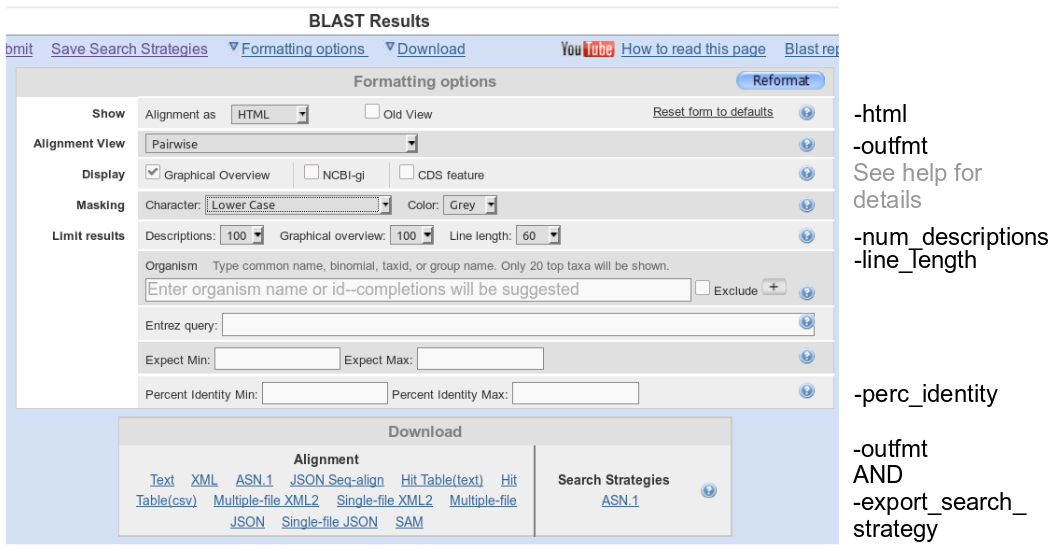 BLAST Results
bmit Save Search Strategies Formatting options Download You Tube How to read this page Blast rep
Formatting options Reformat
Show Alignment as HTML Old View Reset form to defaults -html
Alignment View Pairwise -outfmt
Display Graphical Overview NCBI-gi CDS feature See help for
details
Masking Character: Lower Case Color: Grey
Limit results Descriptions: 100 Graphical overview: 100 Line length: 60 -num_descriptions
-line_length
Organism Type common name, binomial, taxid, or group name. Only 20 top taxa will be shown.
Enter organism name or id--completions will be suggested Exclude +
Entrez query:
Expect Min: Expect Max:
Percent Identity Min: Percent Identity Max: -perc_identity
Download
Alignment
Text XML ASN.1 JSON Seq-align Hit Table(text) Hit
Table(csv) Multiple-file XML2 Single-file XML2 Multiple-file
JSON Single-file JSON SAM
Search Strategies
ASN.1
-outfmt
AND
-export_search_
strategy